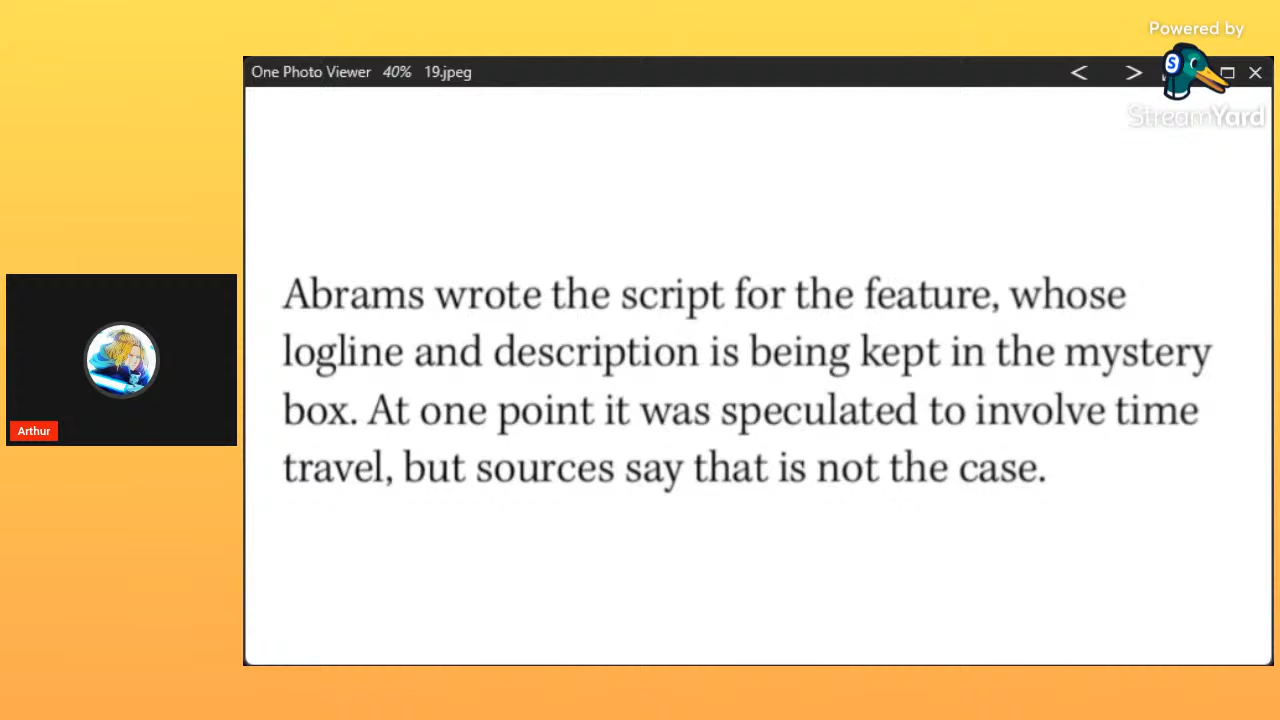 Powered by
One Photo Viewer 40% 19.jpeg
S
StreamYard
Abrams wrote the script for the feature, whose
logline and description is being kept in the mystery
box. At one point it was speculated to involve time
travel, but sources say that is not the case.
Arthur